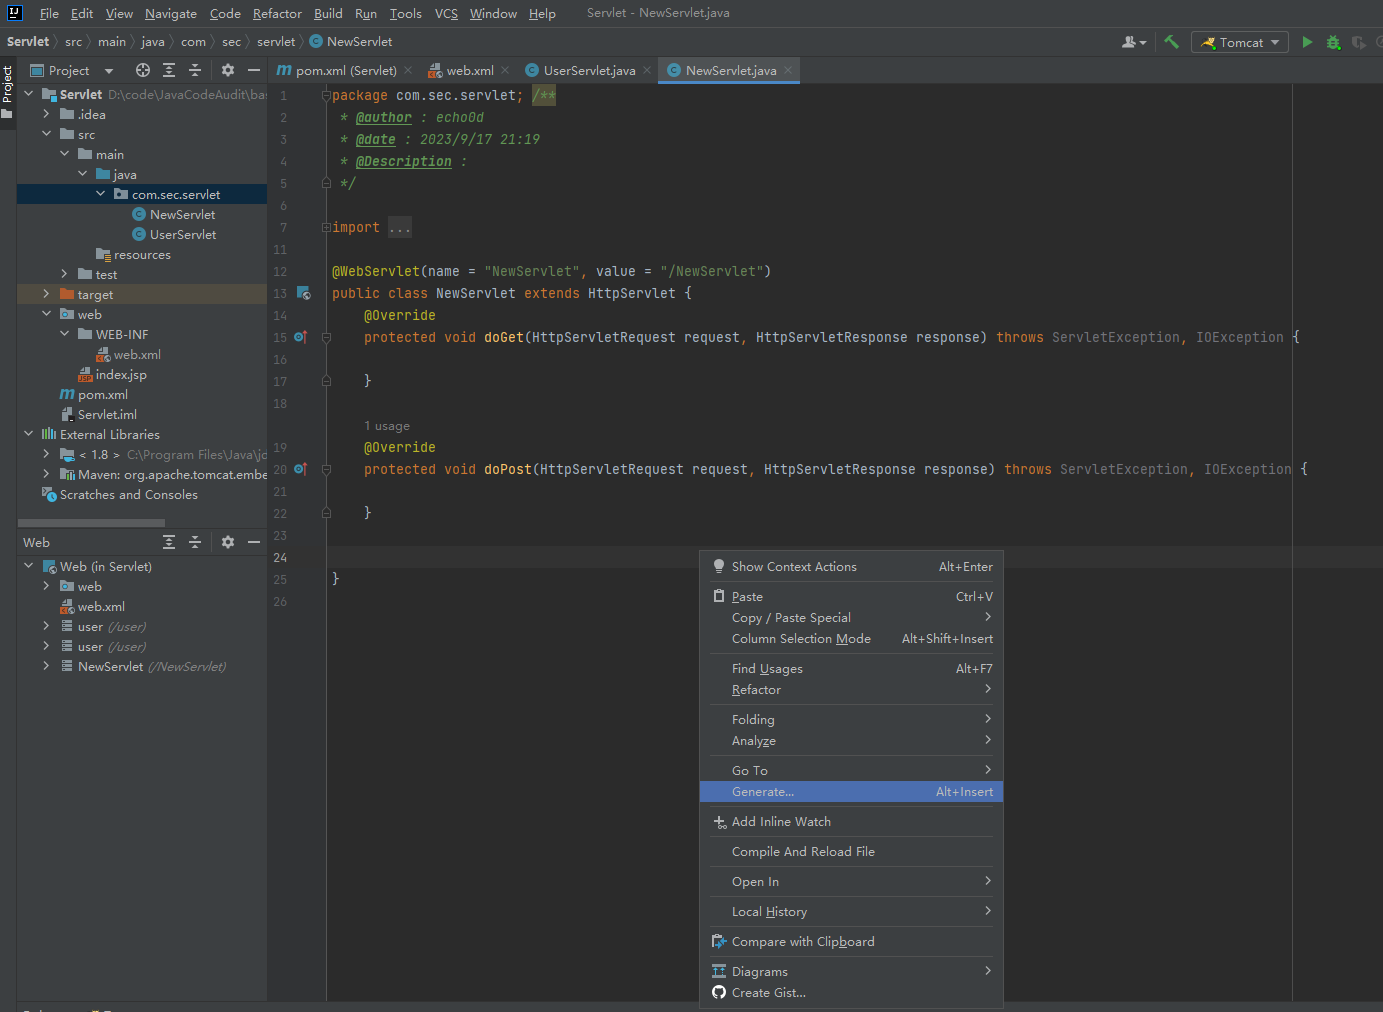 File Edit View Navigate Code Refactor Build Run Tools VCS Window Help Servlet - NewServlet.java
Servlet src main java com sec servlet NewServlet Tomcat
Project
Project
pom.xml (Servlet) web.xml UserServlet.java NewServlet.java
Servlet D:\code\JavaCodeAudit\bas
.idea
src
main
java
com.sec.servlet
NewServlet
UserServlet
resources
test
target
web
WEB-INF
web.xml
index.jsp
pom.xml
Servlet.iml
External Libraries
< 1.8 > C:\Program Files\Java\jd
Maven: org.apache.tomcat.embe
Scratches and Consoles
Web
Web (in Servlet)
web
web.xml
user (/user)
user (/user)
NewServlet (/NewServlet)
1 package com.sec.servlet; /**
2 * @author : echo0d
3 * @date : 2023/9/17 21:19
4 * @Description :
5 */
6
7 import ...
11
12 @WebServlet(name = "NewServlet", value = "/NewServlet")
13 public class NewServlet extends HttpServlet {
14 @Override
15 protected void doGet(HttpServletRequest request, HttpServletResponse response) throws ServletException, IOException {
16
17 }
18
1 usage
19 @Override
20 protected void doPost(HttpServletRequest request, HttpServletResponse response) throws ServletException, IOException {
21
22 }
23
24
25 }
26
Show Context Actions Alt+Enter
Paste Ctrl+V
Copy / Paste Special
Column Selection Mode Alt+Shift+Insert
Find Usages Alt+F7
Refactor
Folding
Analyze
Go To
Generate... Alt+Insert
Add Inline Watch
Compile And Reload File
Open In
Local History
Compare with Clipboard
Diagrams
Create Gist...